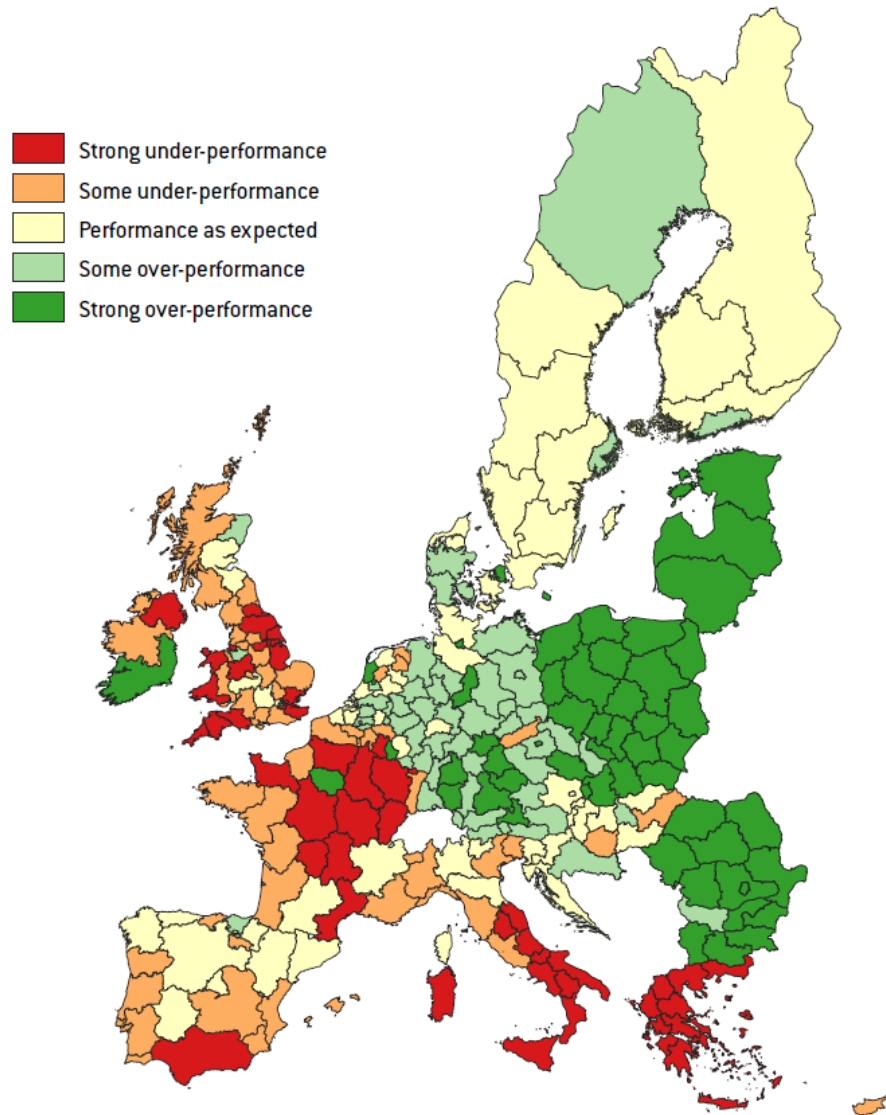 Strong under-performance
Some under-performance
Performance as expected
Some over-performance
Strong over-performance